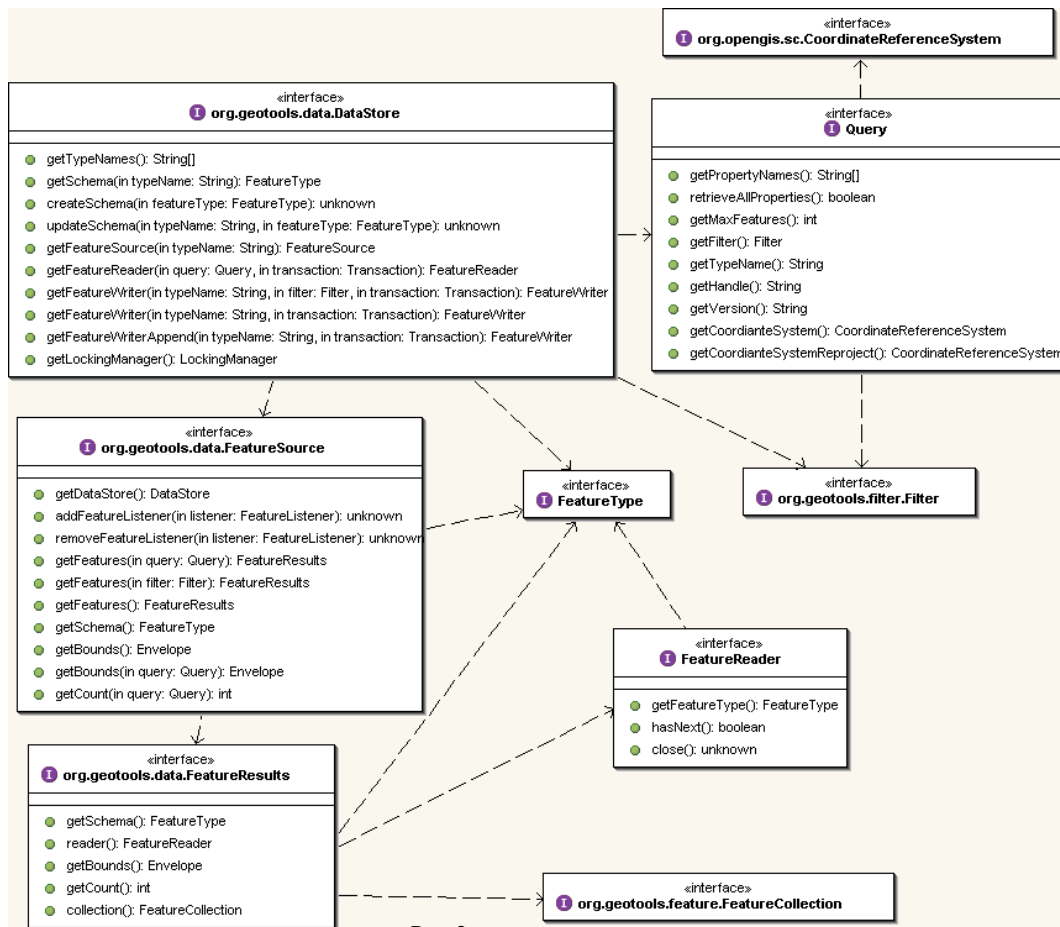 «interface»
I org.opengis.sc.CoordinateReferenceSystem
«interface»
I org.geotools.data.DataStore
getTypeNames(): String[]
getSchema(in typeName: String): FeatureType
createSchema(in featureType: FeatureType): unknown
updateSchema(in typeName: String, in featureType: FeatureType): unknown
getFeatureSource(in typeName: String): FeatureSource
getFeatureReader(in query: Query, in transaction: Transaction): FeatureReader
getFeatureWriter(in typeName: String, in filter: Filter, in transaction: Transaction): FeatureWriter
getFeatureWriter(in typeName: String, in transaction: Transaction): FeatureWriter
getFeatureWriterAppend(in typeName: String, in transaction: Transaction): FeatureWriter
getLockingManager(): LockingManager
«interface»
I Query
getPropertyNames(): String[]
retrieveAllProperties(): boolean
getMaxFeatures(): int
getFilter(): Filter
getTypeName(): String
getHandle(): String
getVersion(): String
getCoordianteSystem(): CoordinateReferenceSystem
getCoordianteSystemReproject(): CoordinateReferenceSystem
«interface»
I org.geotools.data.FeatureSource
getDataStore(): DataStore
addFeatureListener(in listener: FeatureListener): unknown
removeFeatureListener(in listener: FeatureListener): unknown
getFeatures(in query: Query): FeatureResults
getFeatures(in filter: Filter): FeatureResults
getFeatures(): FeatureResults
getSchema(): FeatureType
getBounds(): Envelope
getBounds(in query: Query): Envelope
getCount(in query: Query): int
«interface»
I FeatureType
«interface»
I org.geotools.filter.Filter
«interface»
I FeatureReader
getFeatureType(): FeatureType
hasNext(): boolean
close(): unknown
«interface»
I org.geotools.data.FeatureResults
getSchema(): FeatureType
reader(): FeatureReader
getBounds(): Envelope
getCount(): int
collection(): FeatureCollection
«interface»
I org.geotools.feature.FeatureCollection